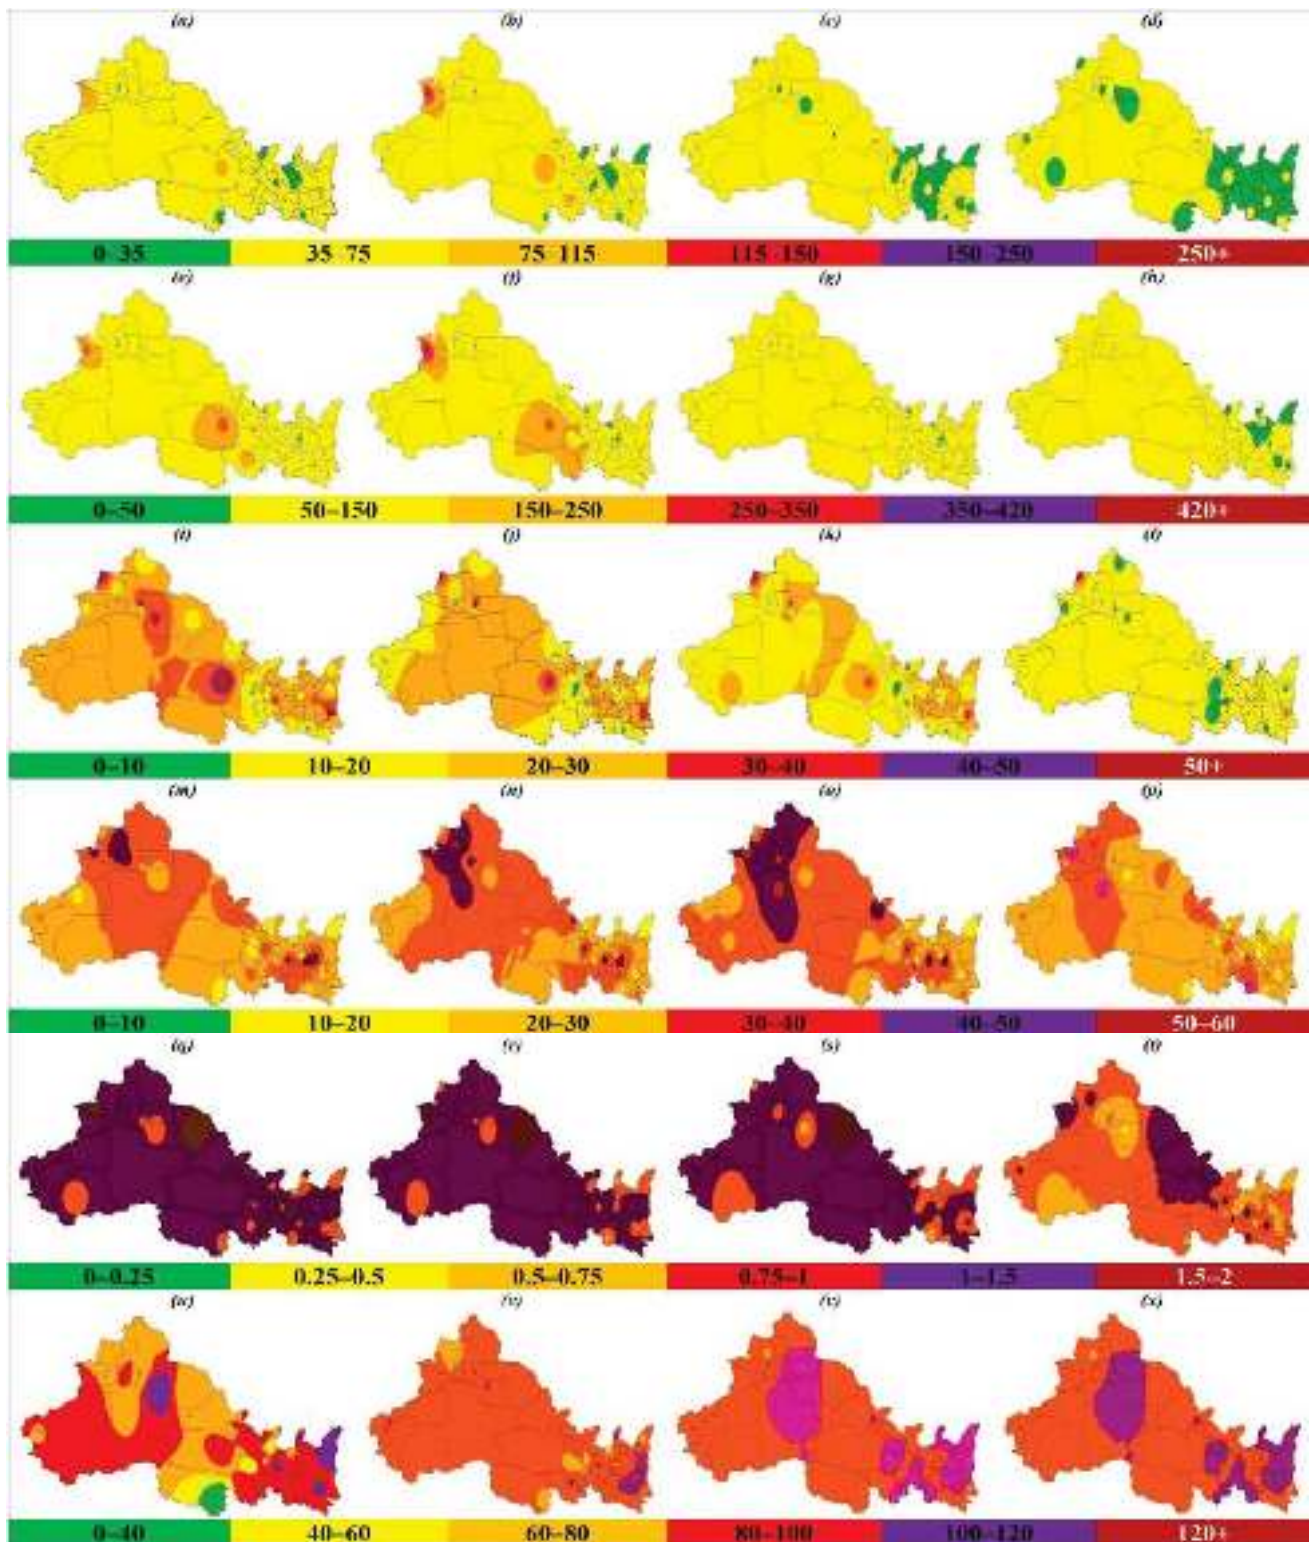 (a) (b) (c) (d)
0–35 35–75 75–115 115–150 150–250 250+
(e) (f) (g) (h)
0–50 50–150 150–250 250–350 350–420 420+
(i) (j) (k) (l)
0–10 10–20 20–30 30–40 40–50 50+
(m) (n) (o) (p)
0–10 10–20 20–30 30–40 40–50 50–60
(q) (r) (s) (t)
0–0.25 0.25–0.5 0.5–0.75 0.75–1 1–1.5 1.5–2
(u) (v) (v) (x)
0–40 40–60 60–80 80–100 100–120 120+